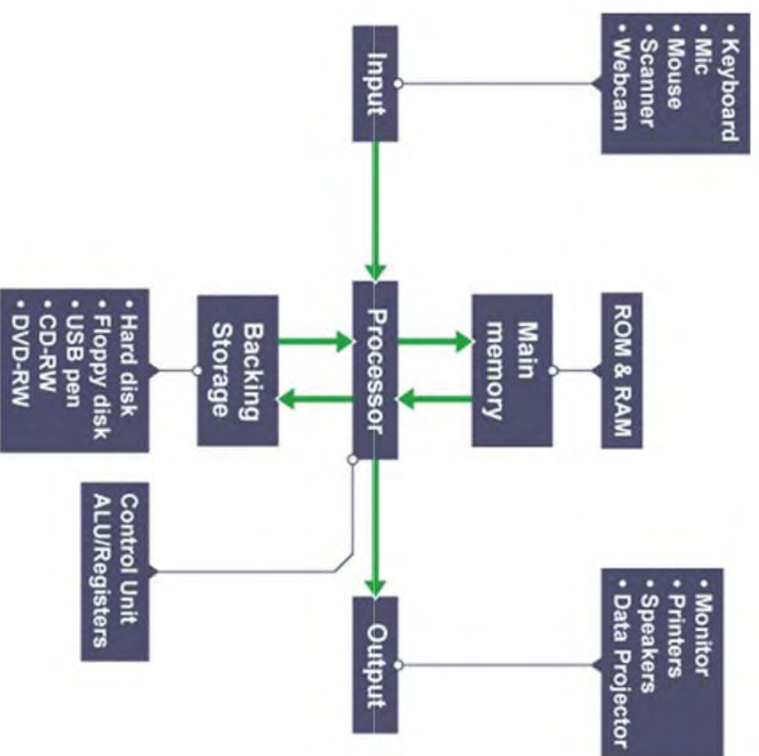 • Keyboard
• Mic
• Mouse
• Scanner
• Webcam
ROM & RAM
• Monitor
• Printers
• Speakers
• Data Projector
Main
memory
Input
Processor
Output
Backing
Storage
• Hard disk
• Floppy disk
• USB pen
• CD-RW
• DVD-RW
Control Unit
ALU/Registers